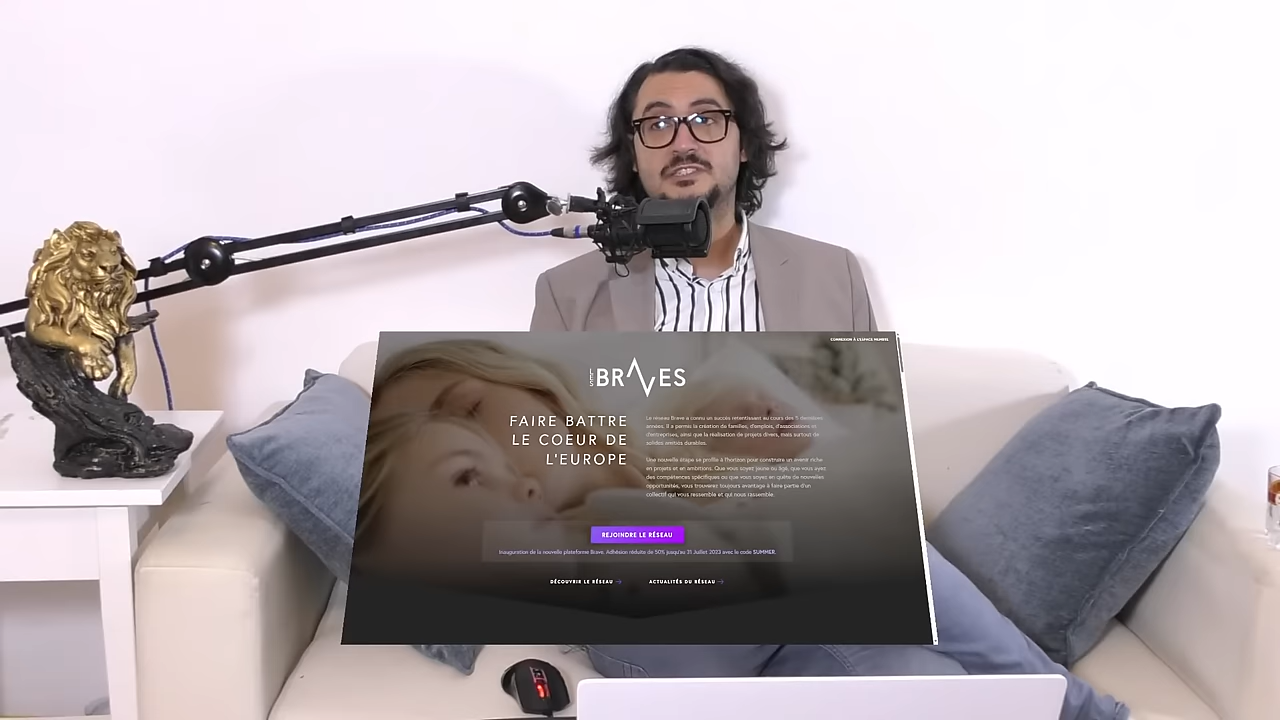 CONNEXION À L'ESPACE MEMBRE
LES BRAVES
FAIRE BATTRE
LE COEUR DE
L'EUROPE
Le réseau Brave a connu un succès retentissant au cours des 5 dernières
années. Il a permis la création de familles, d'emplois, d'associations et
d'entreprises, ainsi que la réalisation de projets divers, mais surtout de
solides amitiés durables.
Une nouvelle étape se profile à l'horizon pour construire un avenir riche
en projets et en ambitions. Que vous soyez jeune ou âgé, que vous ayez
des compétences spécifiques ou que vous soyez en quête de nouvelles
opportunités, vous trouverez toujours avantage à faire partie d'un
collectif qui vous ressemble et qui nous rassemble.
REJOINDRE LE RÉSEAU
Inauguration de la nouvelle plateforme Brave. Adhésion réduite de 50% jusqu'au 31 Juillet 2023 avec le code SUMMER.
DÉCOUVRIR LE RÉSEAU → ACTUALITÉS DU RÉSEAU →